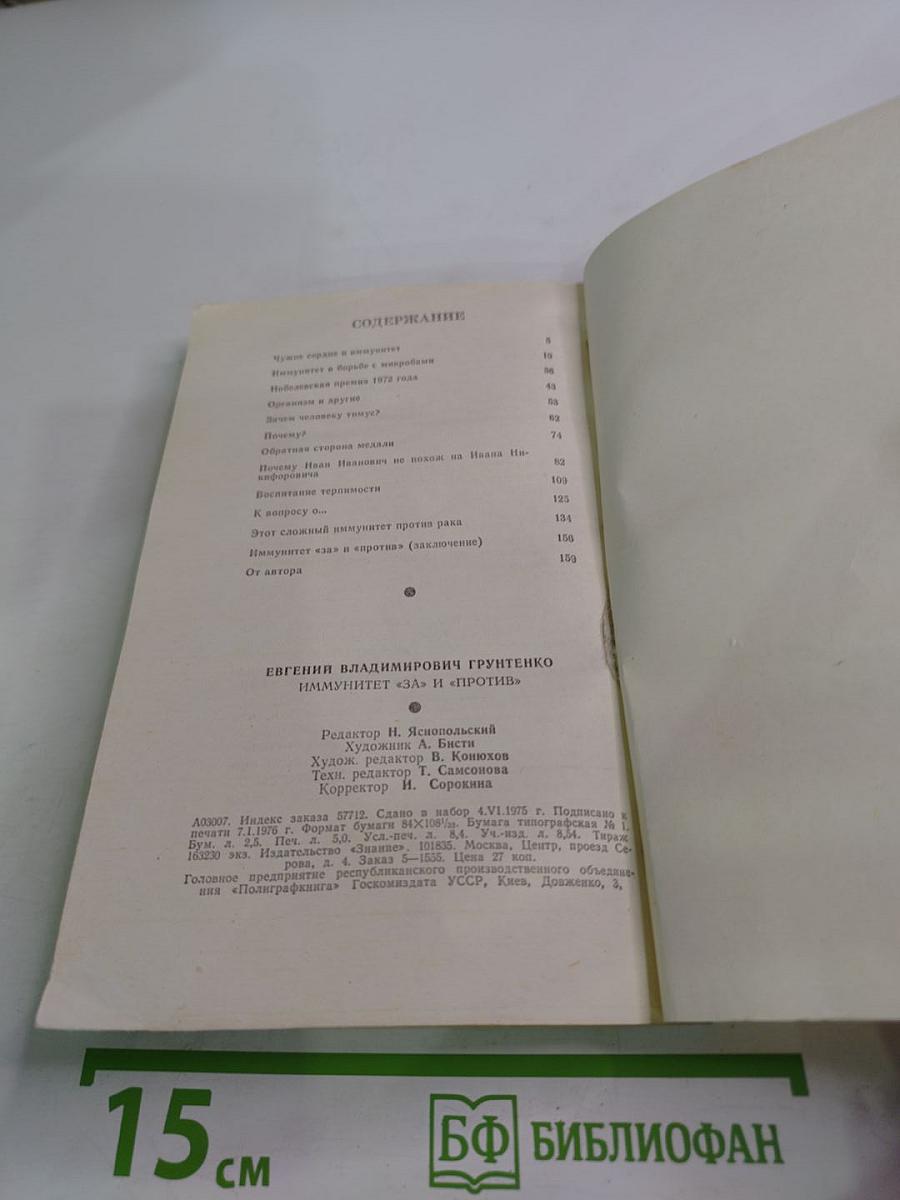 СОДЕРЖАНИЕ
Чужое сердце и иммунитет 5
Иммунитет в борьбе с микробами 19
Нобелевская премия 1972 года 36
Организм и другие 43
Зачем человеку тимус? 53
Почему? 62
Обратная сторона медали 74
Почему Иван Иванович не похож на Ивана Ни-
кифоровича 82
Воспитание терпимости 109
К вопросу о... 125
Этот сложный иммунитет против рака 134
Иммунитет «за» и «против» (заключение) 156
От автора 159
ЕВГЕНИЙ ВЛАДИМИРОВИЧ ГРУНТЕНКО
ИММУНИТЕТ «ЗА» И «ПРОТИВ»
Редактор Н. Яснопольский
Художник А. Бисти
Худож. редактор В. Конюхов
Техн. редактор Т. Самсонова
Корректор И. Сорокина
А03007. Индекс заказа 57712. Сдано в набор 4.VI.1975 г. Подписано к
печати 7.I.1976 г. Формат бумаги 84×108¹/₃₂. Бумага типографская № 1.
Бум. л. 2,5. Печ. л. 5,0. Усл.-печ. л. 8,4. Уч.-изд. л. 8,54. Тираж
163230 экз. Издательство «Знание». 101835. Москва, Центр, проезд Се-
рова, д. 4. Заказ 5—1555. Цена 27 коп.
Головное предприятие республиканского производственного объедине-
ния «Полиграфкнига» Госкомиздата УССР, Киев, Довженко, 3,
15 см
БФ БИБЛИОФАН